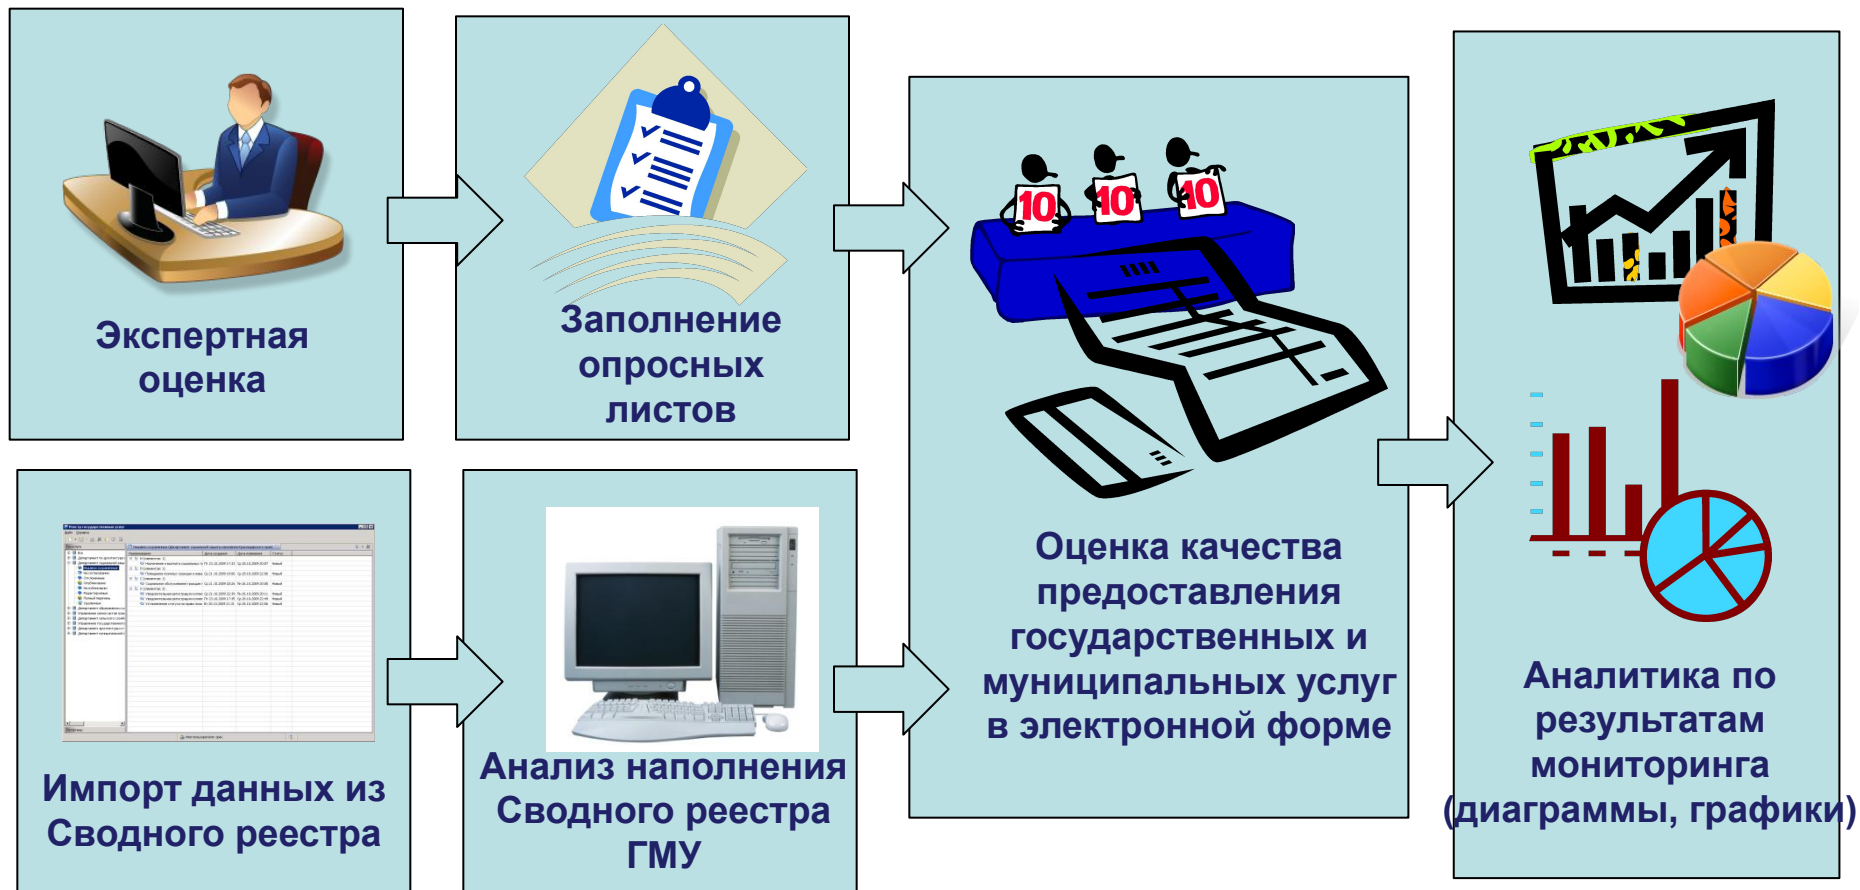 Экспертная
оценка
Заполнение
опросных
листов
10
10
10
Оценка качества
предоставления
государственных и
муниципальных услуг
в электронной форме
Аналитика по
результатам
мониторинга
(диаграммы, графики)
Импорт данных из
Сводного реестра
Анализ наполнения
Сводного реестра
ГМУ